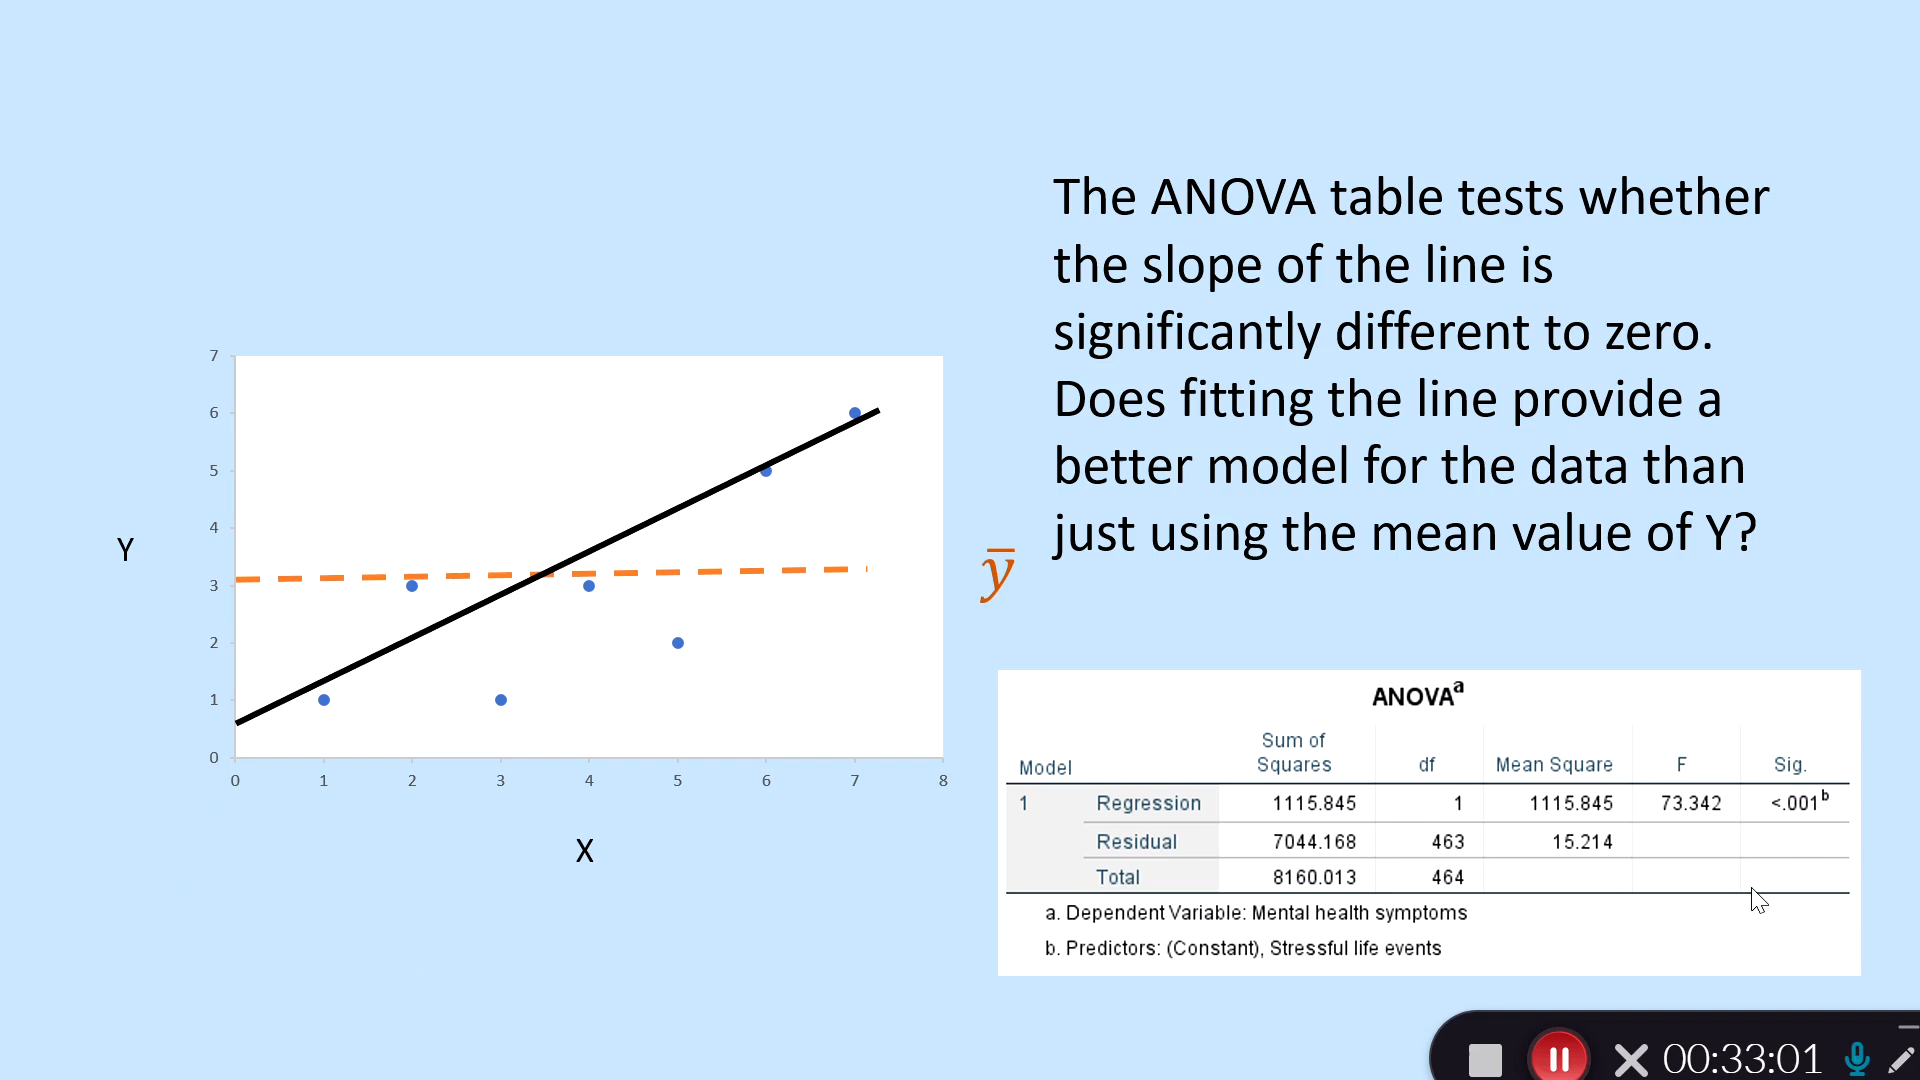 The ANOVA table tests whether
the slope of the line is
significantly different to zero.
Does fitting the line provide a
better model for the data than
just using the mean value of Y?
7
6
5
4
3
2
1
0
0 1 2 3 4 5 6 7 8
Y
X
y̅
ANOVAᵃ
Model Sum of Squares df Mean Square F Sig.
1 Regression 1115.845 1 1115.845 73.342 <.001ᵇ
Residual 7044.168 463 15.214
Total 8160.013 464
a. Dependent Variable: Mental health symptoms
b. Predictors: (Constant), Stressful life events
00:33:01